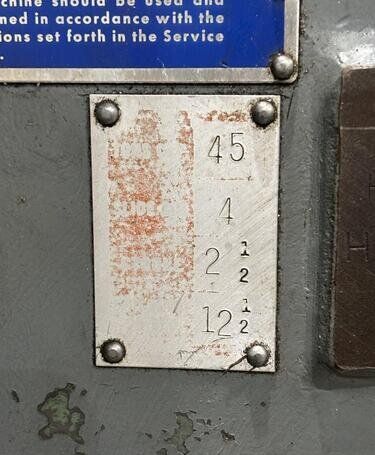 chine should be used and
ned in accordance with the
ions set forth in the Service
45
4
2 1/2
12 1/2